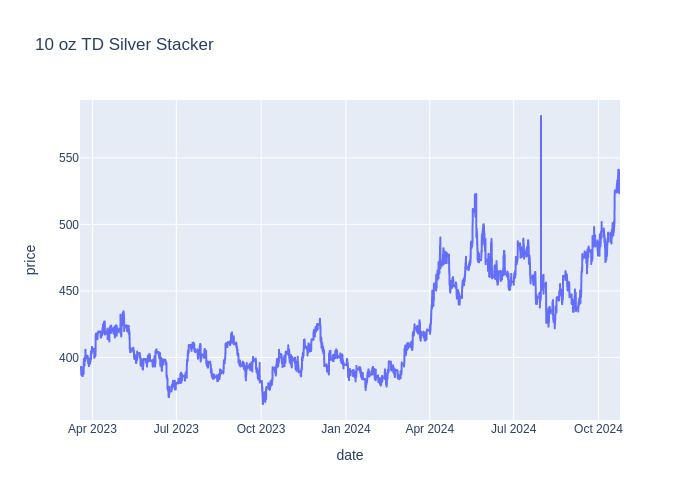 10 oz TD Silver Stacker
550
500
450
400
price
Apr 2023
Jul 2023
Oct 2023
Jan 2024
Apr 2024
Jul 2024
Oct 2024
date